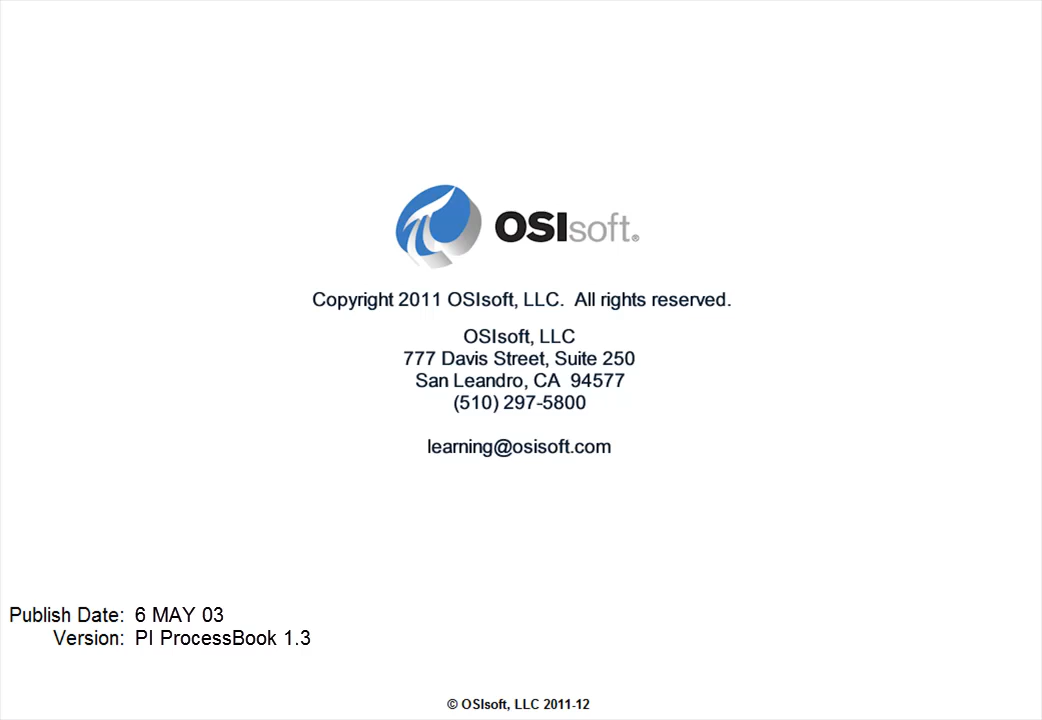 OSIsoft.®
Copyright 2011 OSIsoft, LLC.  All rights reserved.
OSIsoft, LLC
777 Davis Street, Suite 250
San Leandro, CA  94577
(510) 297-5800
learning@osisoft.com
Publish Date: 6 MAY 03
Version: PI ProcessBook 1.3
© OSIsoft, LLC 2011-12